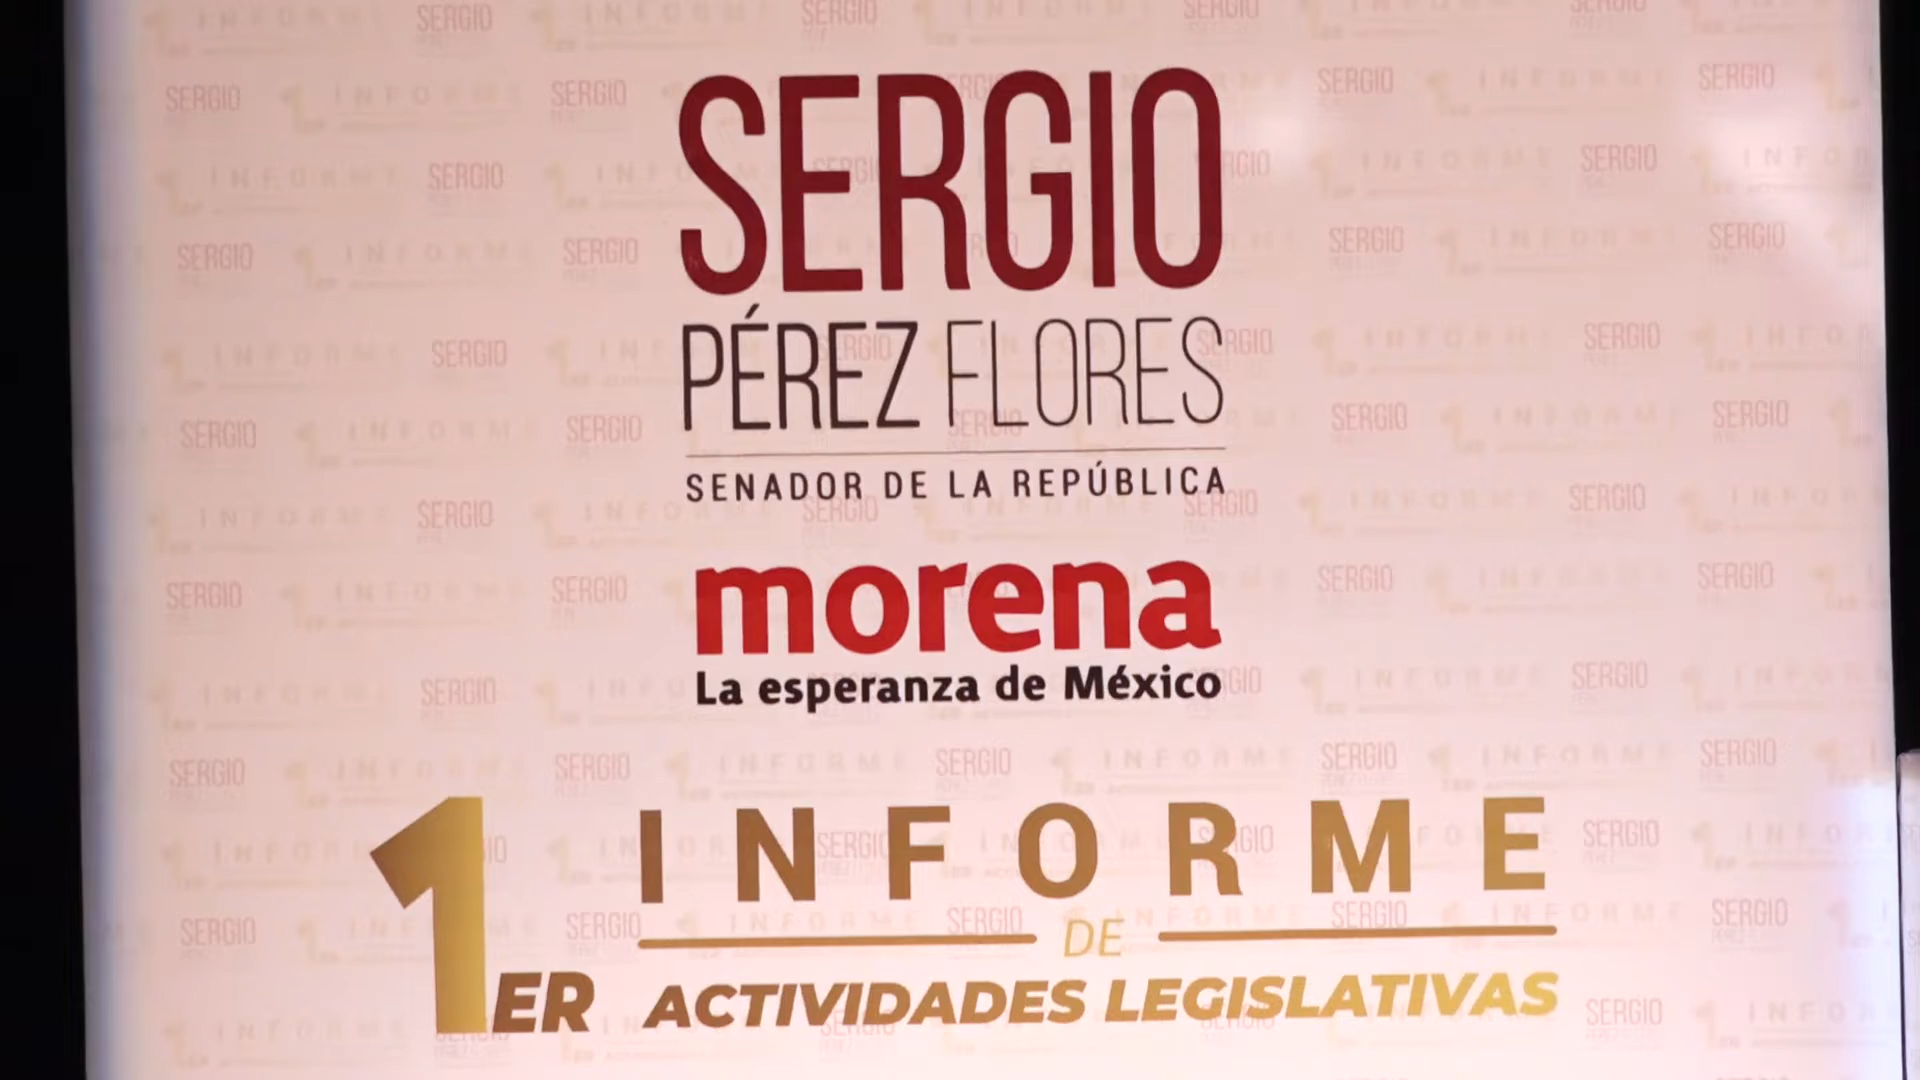 SERGIO
PÉREZ FLORES
SENADOR DE LA REPÚBLICA
morena
La esperanza de México
1ER INFORME
DE
ACTIVIDADES LEGISLATIVAS